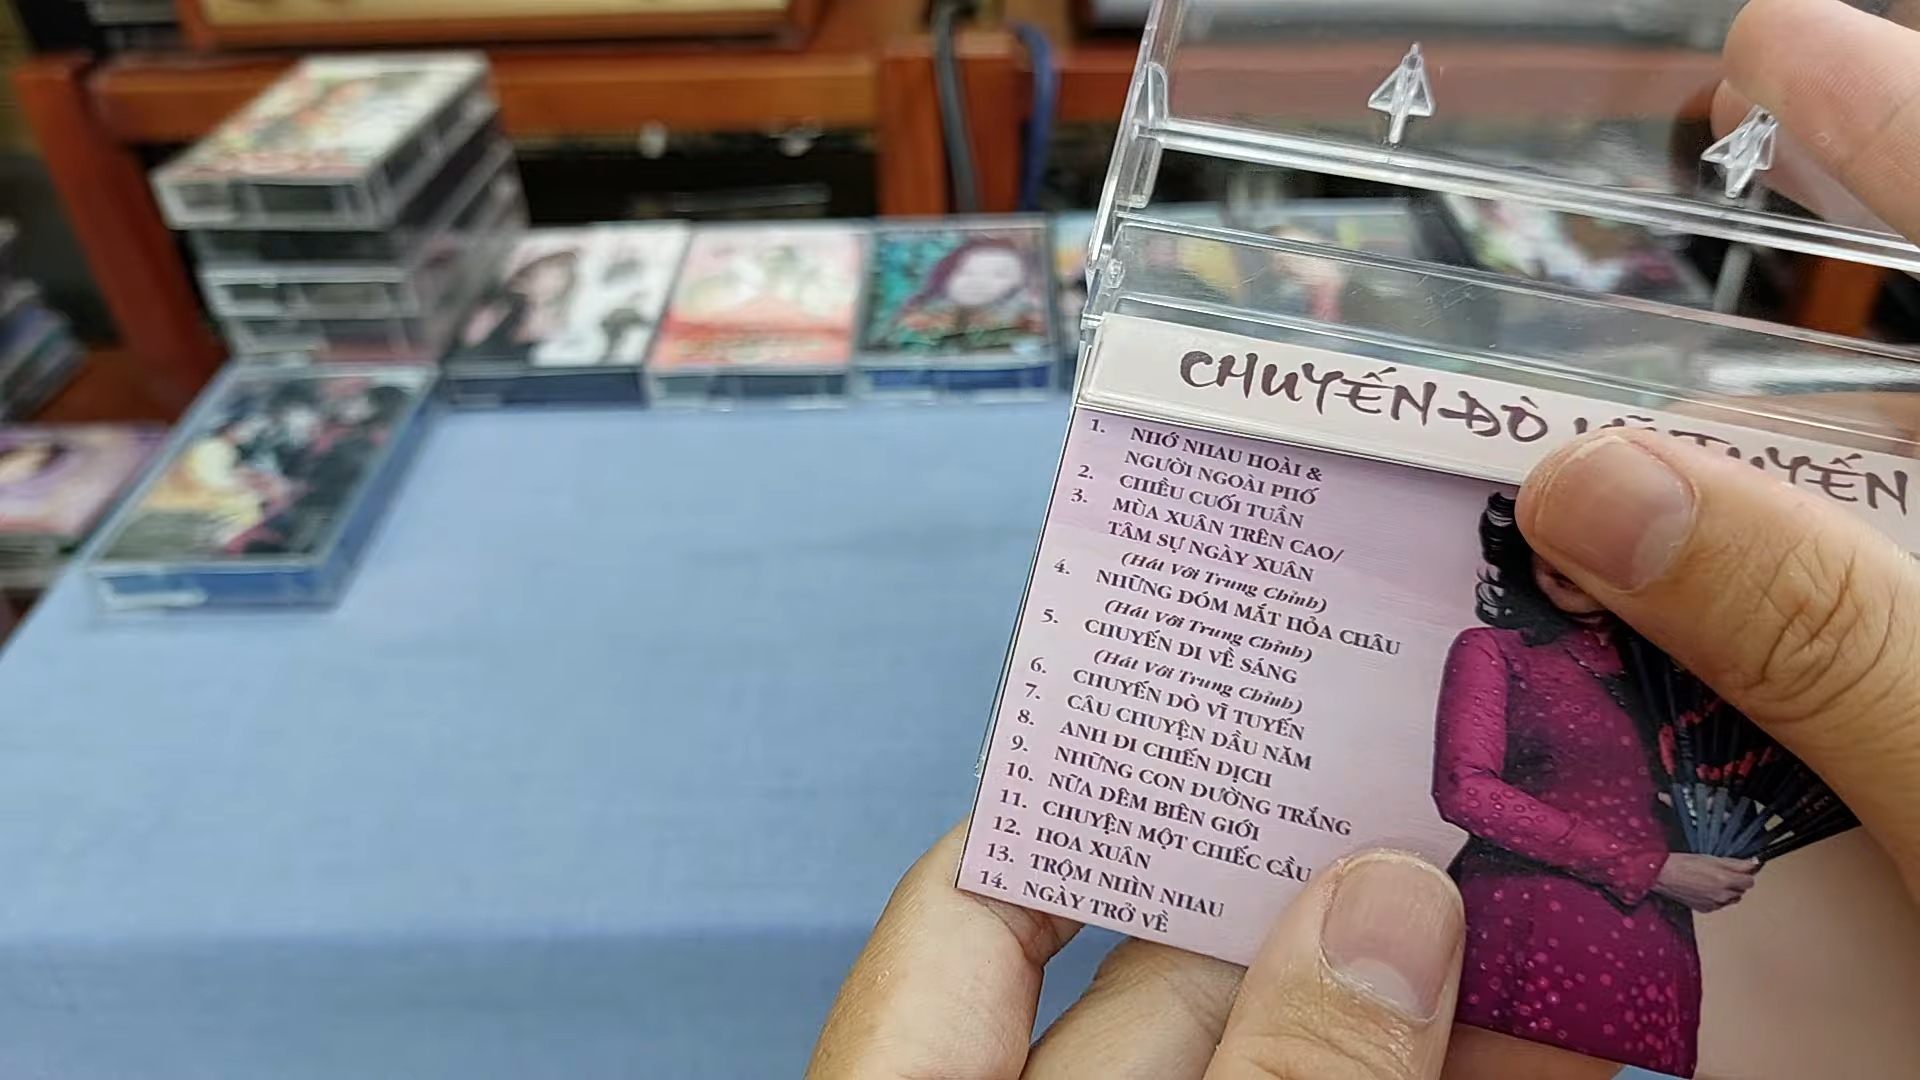 CHUYẾN ĐÒ VĨ TUYẾN
1. NHỚ NHAU HOÀI &
NGƯỜI NGOÀI PHỐ
2. CHIỀU CUỐI TUẦN
3. MÙA XUÂN TRÊN CAO/
TÂM SỰ NGÀY XUÂN
(Hát Với Trung Chỉnh)
4. NHỮNG ĐÓM MẮT HỎA CHÂU
(Hát Với Trung Chỉnh)
5. CHUYẾN ĐI VỀ SÁNG
(Hát Với Trung Chỉnh)
6. CHUYẾN ĐÒ VĨ TUYẾN
7. CÂU CHUYỆN ĐẦU NĂM
8. ANH ĐI CHIẾN DỊCH
9. NHỮNG CON ĐƯỜNG TRẮNG
10. NỮA ĐÊM BIÊN GIỚI
11. CHUYỆN MỘT CHIẾC CẦU
12. HOA XUÂN
13. TRỘM NHÌN NHAU
14. NGÀY TRỞ VỀ